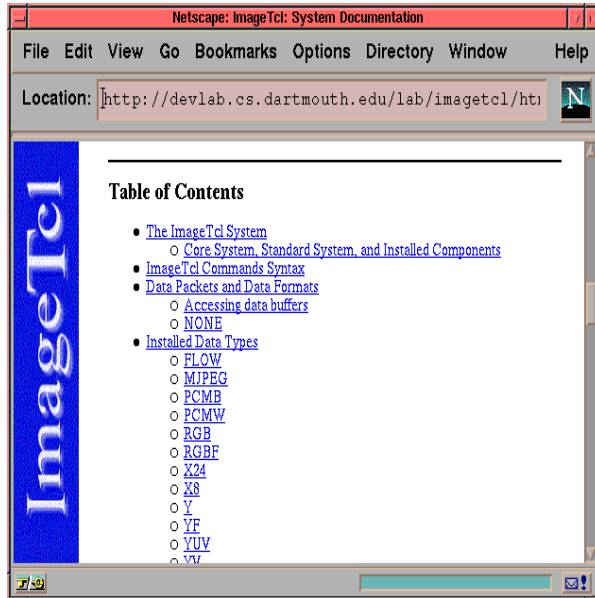 Netscape: ImageTcl: System Documentation
File Edit View Go Bookmarks Options Directory Window Help
Location: http://devlab.cs.dartmouth.edu/lab/imagetcl/htm
N
ImageTcl
Table of Contents
The ImageTcl System
Core System, Standard System, and Installed Components
ImageTcl Commands Syntax
Data Packets and Data Formats
Accessing data buffers
NONE
Installed Data Types
FLOW
MJPEG
PCMB
PCMW
RGB
RGBF
X24
X8
Y
YF
YUV
YV